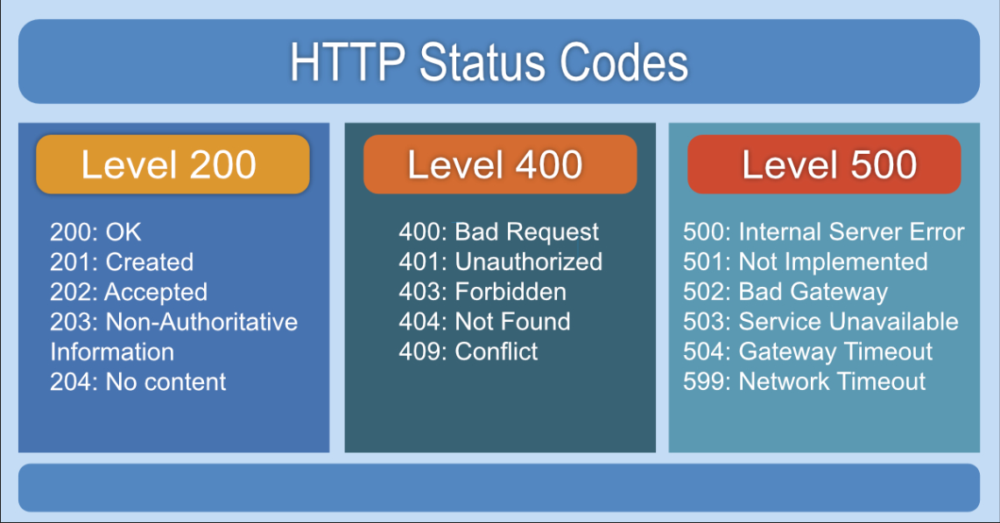 HTTP Status Codes
Level 200
200: OK
201: Created
202: Accepted
203: Non-Authoritative
Information
204: No content
Level 400
400: Bad Request
401: Unauthorized
403: Forbidden
404: Not Found
409: Conflict
Level 500
500: Internal Server Error
501: Not Implemented
502: Bad Gateway
503: Service Unavailable
504: Gateway Timeout
599: Network Timeout